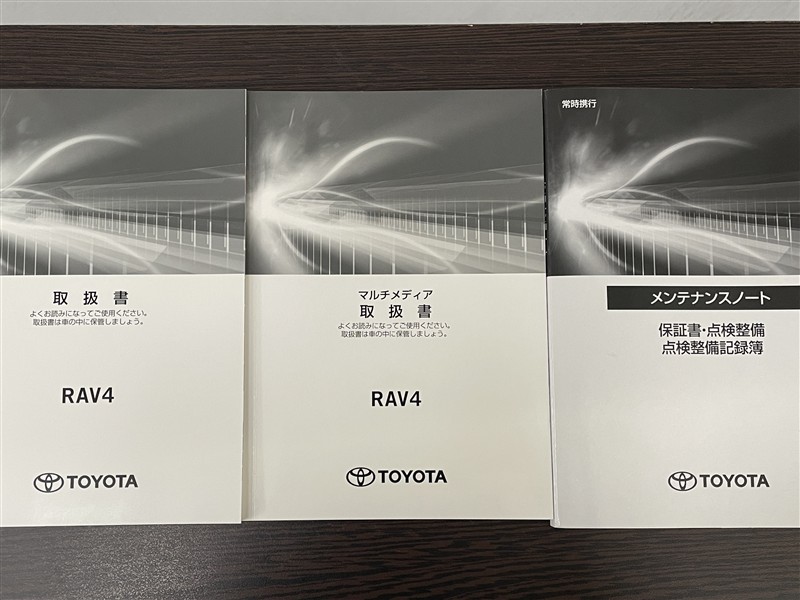 取扱書
よくお読みになってご使用ください。
取扱書は車の中に保管しましょう。
RAV4
TOYOTA
マルチメディア
取扱書
よくお読みになってご使用ください。
取扱書は車の中に保管しましょう。
RAV4
TOYOTA
常時携行
メンテナンスノート
保証書・点検整備
点検整備記録簿
TOYOTA